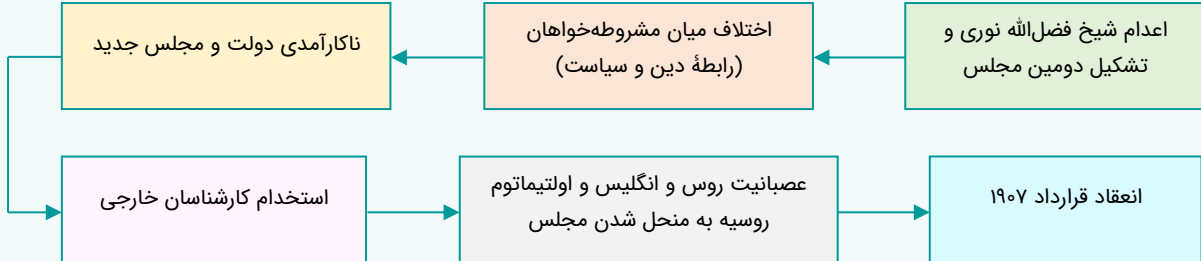 اعدام شیخ فضل‌الله نوری و
تشکیل دومین مجلس
اختلاف میان مشروطه‌خواهان
(رابطهٔ دین و سیاست)
ناکارآمدی دولت و مجلس جدید
استخدام کارشناسان خارجی
عصبانیت روس و انگلیس و اولتیماتوم
روسیه به منحل شدن مجلس
انعقاد قرارداد ۱۹۰۷